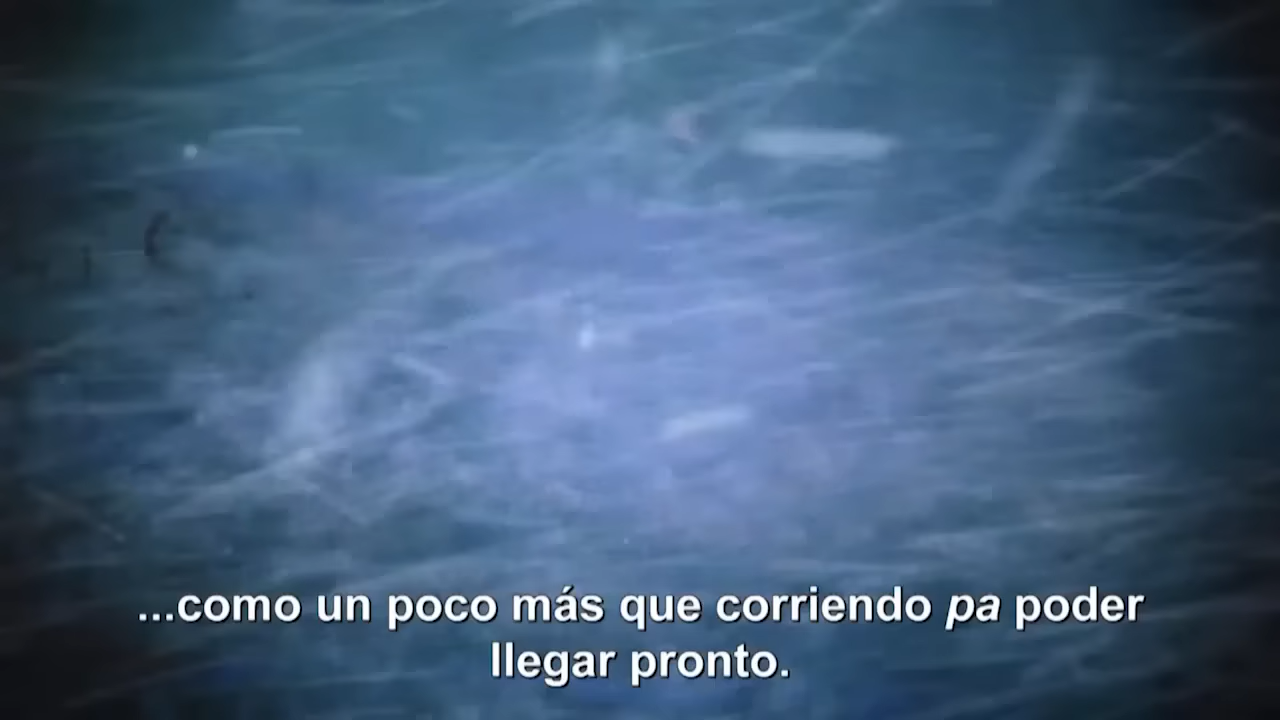 ...como un poco más que corriendo pa poder
llegar pronto.